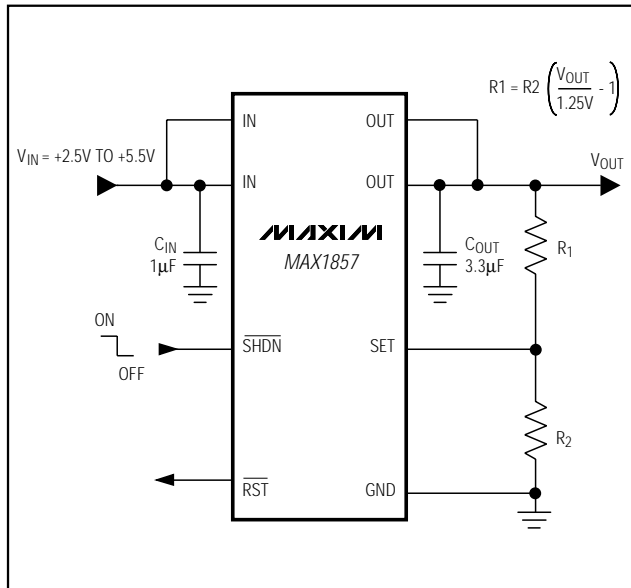 R1 = R2 ( VOUT / 1.25V - 1 )
IN
OUT
VIN = +2.5V TO +5.5V
VOUT
IN
OUT
MAXIM
MAX1857
CIN
1µF
COUT
3.3µF
R1
ON
OFF
SHDN
SET
R2
RST
GND